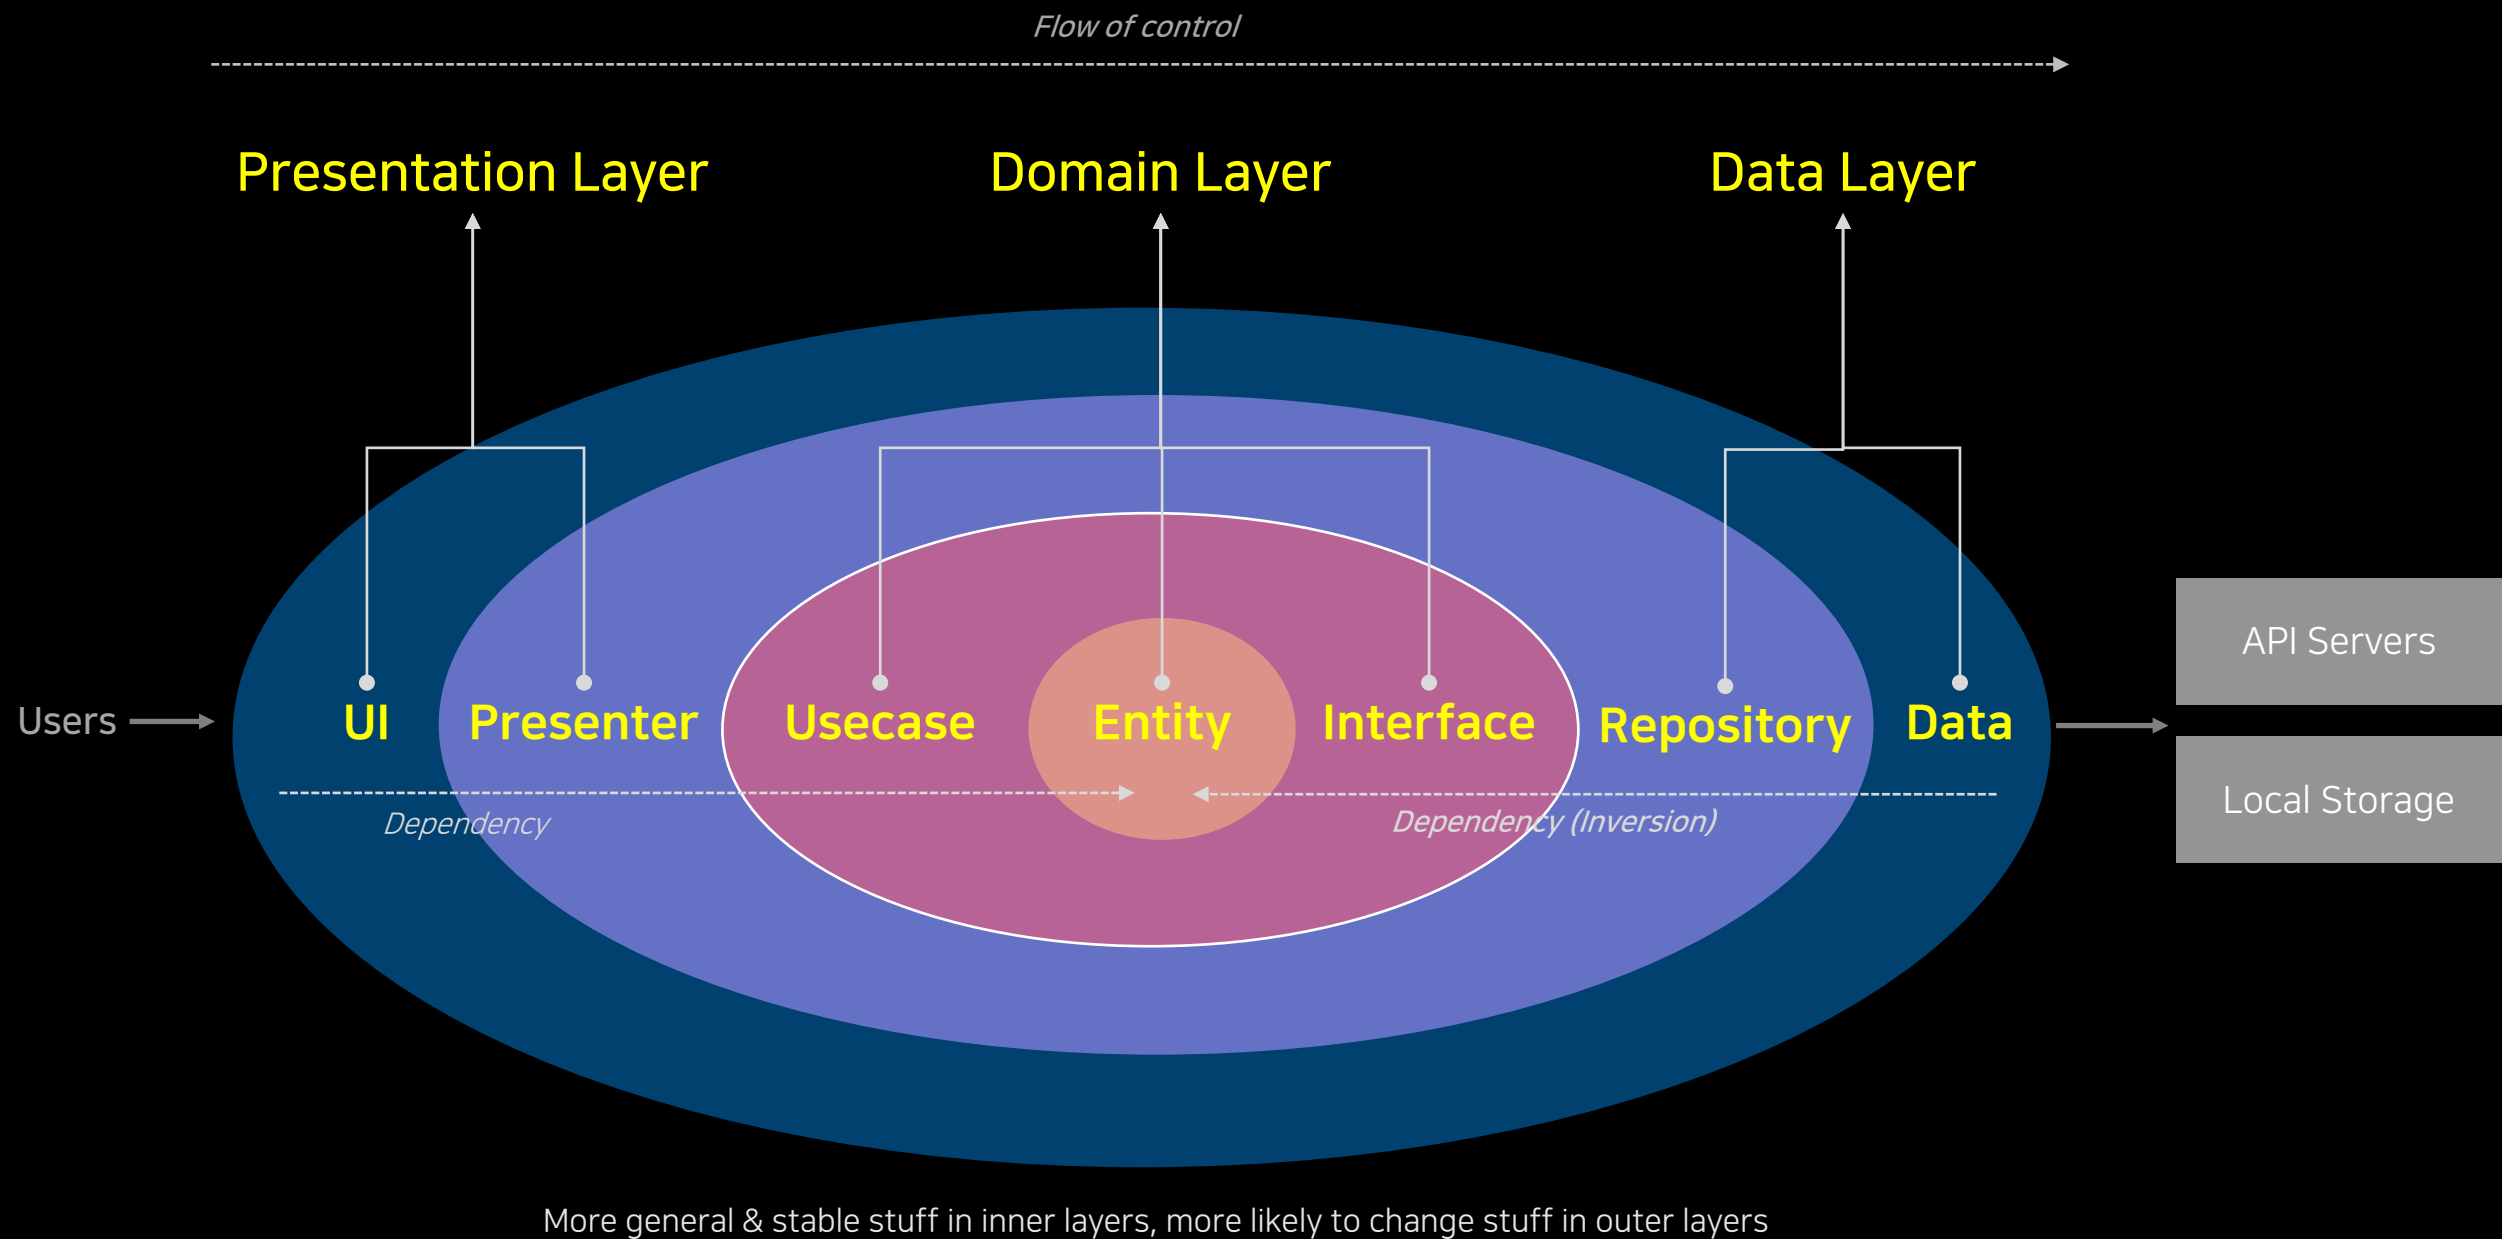 Flow of control
Presentation Layer
Domain Layer
Data Layer
Users
UI
Presenter
Usecase
Entity
Interface
Repository
Data
API Servers
Local Storage
Dependency
Dependency (Inversion)
More general & stable stuff in inner layers, more likely to change stuff in outer layers